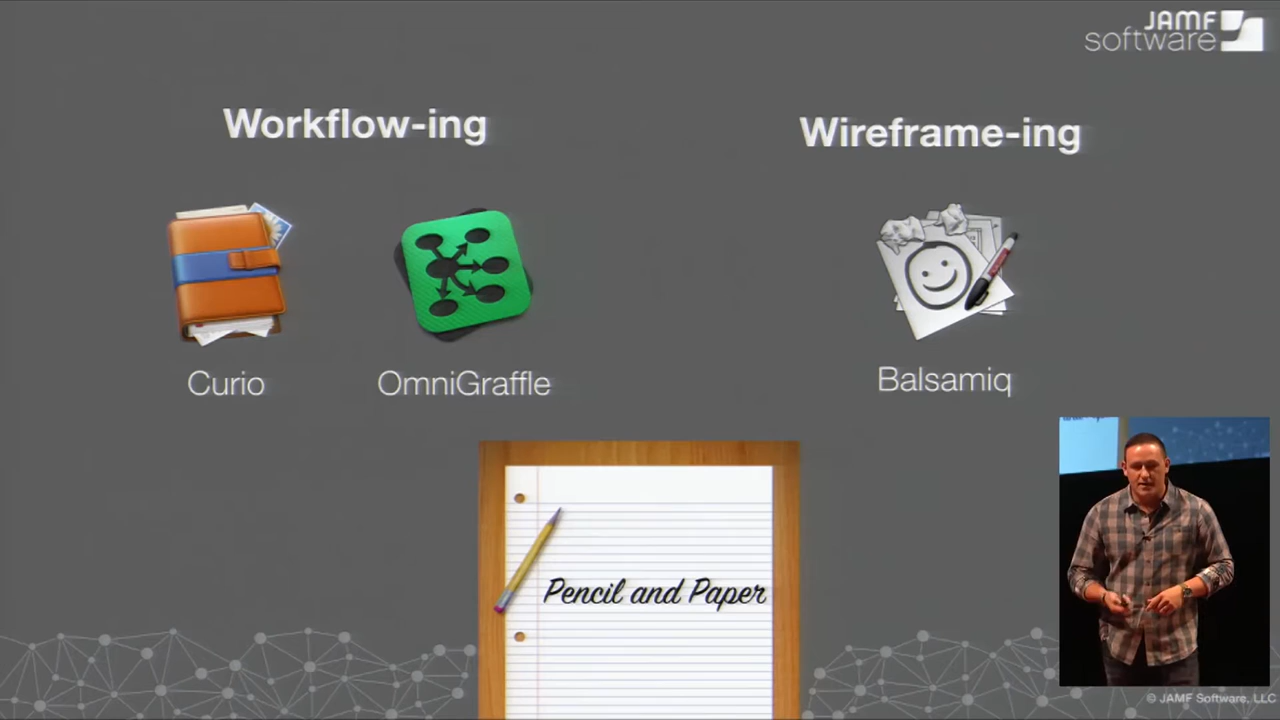 JAMF
software
Workflow-ing
Wireframe-ing
Curio
OmniGraffle
Balsamiq
Pencil and Paper
© JAMF Software, LLC